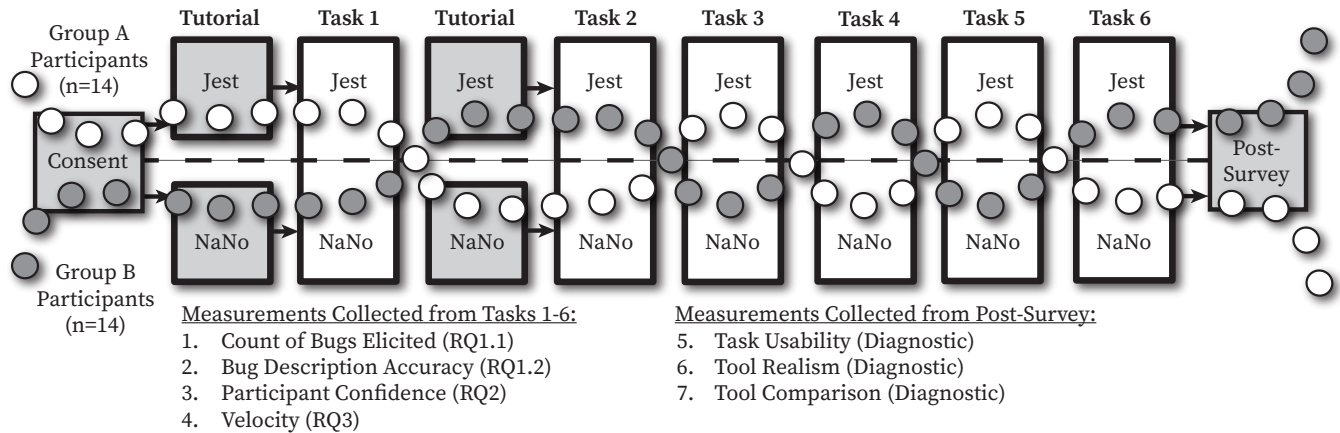 Tutorial Task 1 Tutorial Task 2 Task 3 Task 4 Task 5 Task 6
Group A
Participants
(n=14)
Jest Jest Jest Jest Jest Jest Jest Jest
Consent
Post-
Survey
NaNo NaNo NaNo NaNo NaNo NaNo NaNo NaNo
Group B
Participants
(n=14)
Measurements Collected from Tasks 1-6:
1. Count of Bugs Elicited (RQ1.1)
2. Bug Description Accuracy (RQ1.2)
3. Participant Confidence (RQ2)
4. Velocity (RQ3)
Measurements Collected from Post-Survey:
5. Task Usability (Diagnostic)
6. Tool Realism (Diagnostic)
7. Tool Comparison (Diagnostic)